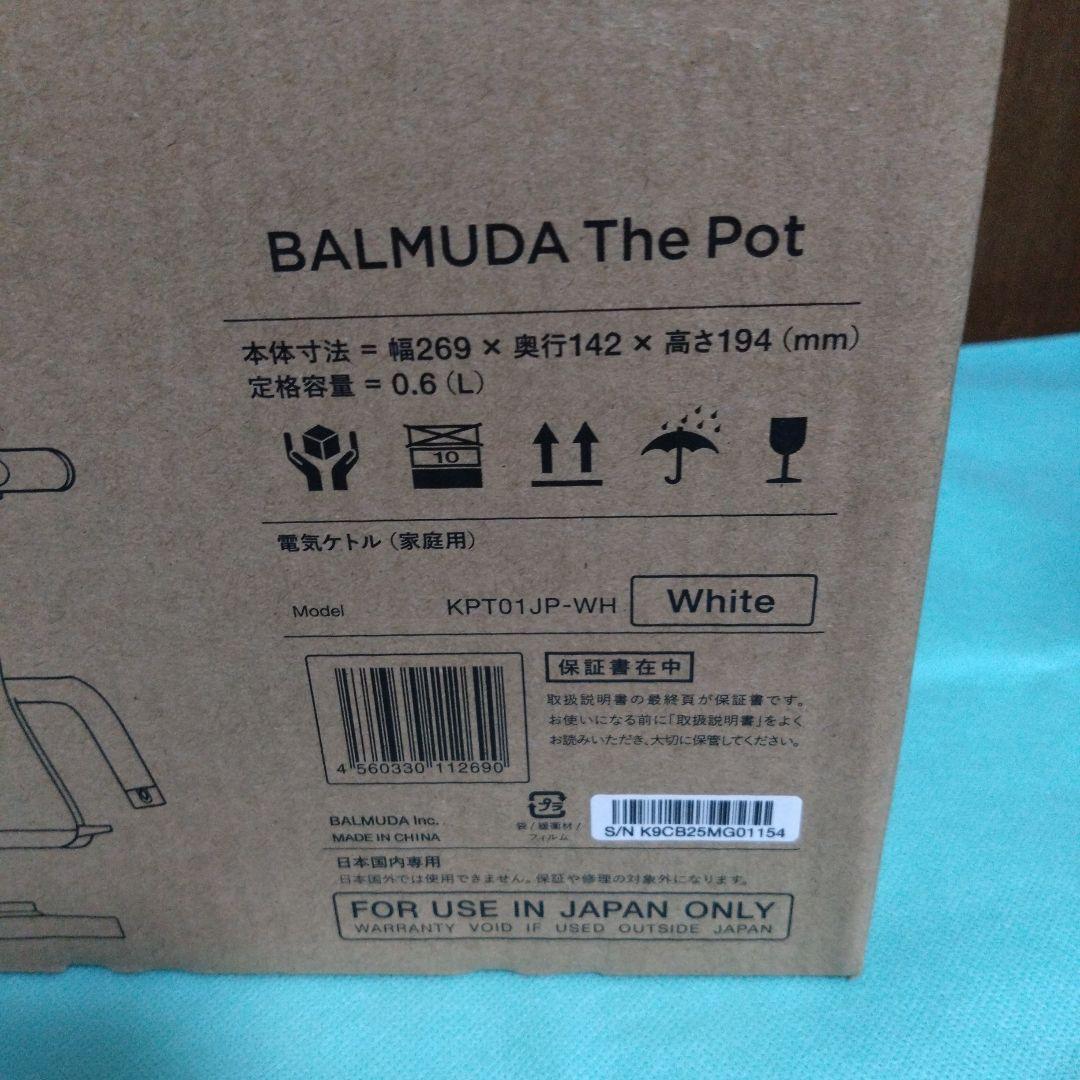 BALMUDA The Pot
本体寸法 = 幅269 × 奥行142 × 高さ194（mm）
定格容量 = 0.6（L）
10
電気ケトル（家庭用）
Model KPT01JP-WH White
4 560330 112690
保証書在中
取扱説明書の最終頁が保証書です。
お使いになる前に「取扱説明書」をよく
お読みいただき、大切に保管してください。
BALMUDA Inc.
MADE IN CHINA
プラ
袋/緩衝材/
フィルム
S/N K9CB25MG01154
日本国内専用
日本国外では使用できません。保証や修理の対象外になります。
FOR USE IN JAPAN ONLY
WARRANTY VOID IF USED OUTSIDE JAPAN